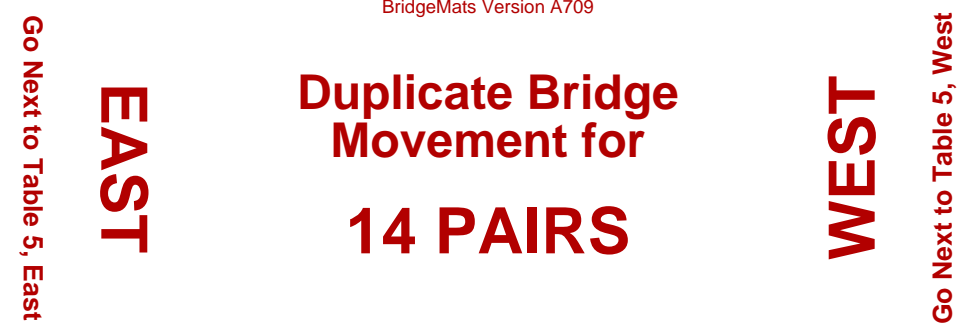 BridgeMats Version A709
Go Next to Table 5, East
EAST
Duplicate Bridge
Movement for
14 PAIRS
WEST
Go Next to Table 5, West